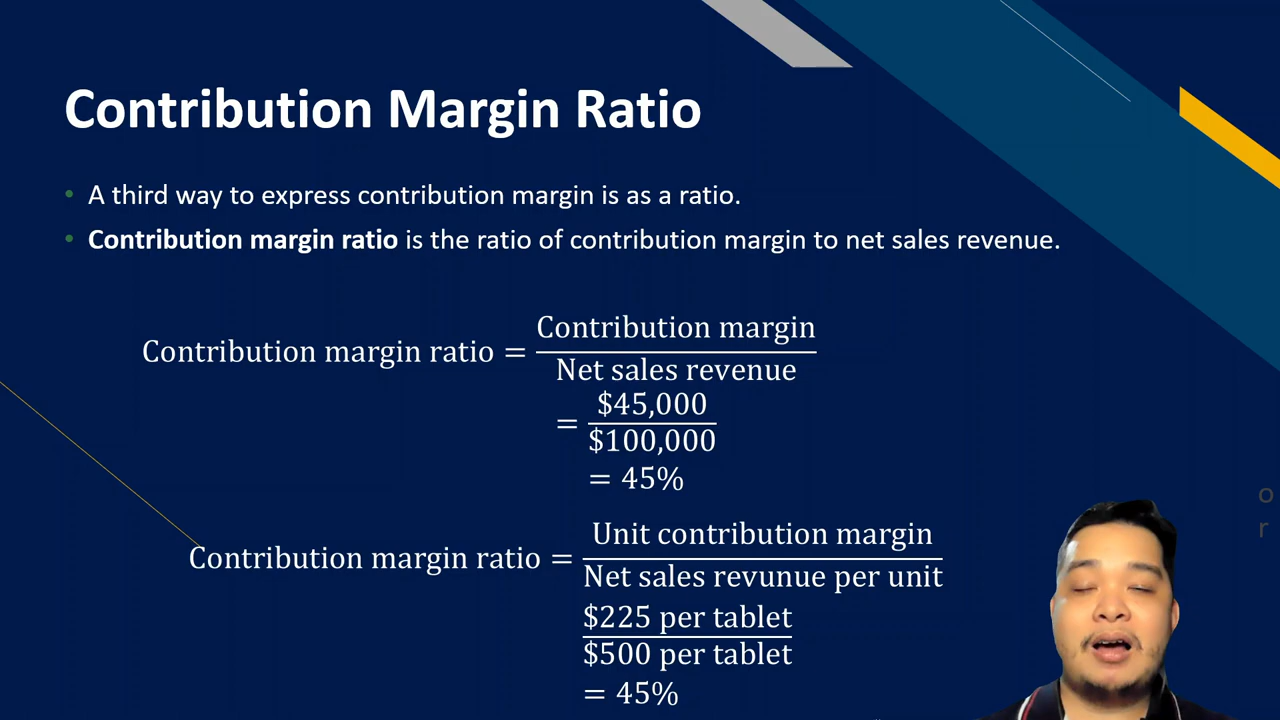 Contribution Margin Ratio
• A third way to express contribution margin is as a ratio.
• Contribution margin ratio is the ratio of contribution margin to net sales revenue.
Contribution margin
Contribution margin ratio =
Net sales revenue
$45,000
=
$100,000
= 45%
Unit contribution margin
Contribution margin ratio =
Net sales revunue per unit
$225 per tablet
$500 per tablet
= 45%
o
r